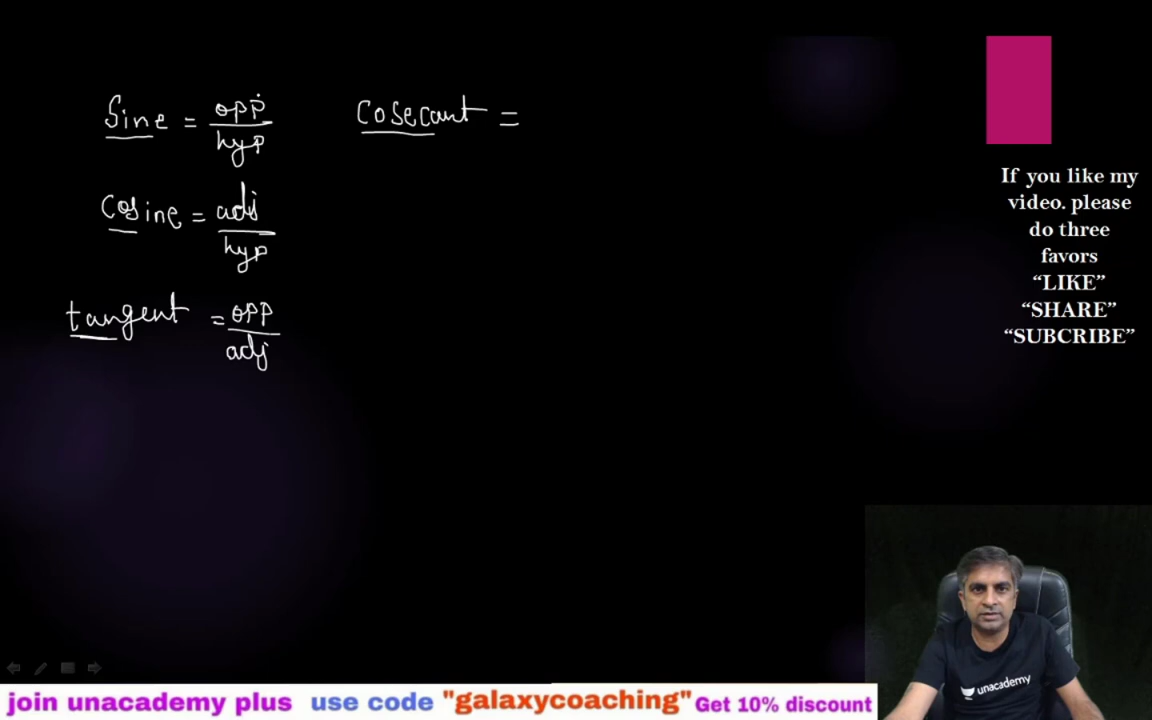 Sine = opp/hyp
cosecant =
cosine = adj/hyp
tangent = opp/adj
If you like my
video. please
do three
favors
“LIKE”
“SHARE”
“SUBCRIBE”
unacademy
join unacademy plus use code "galaxycoaching" Get 10% discount